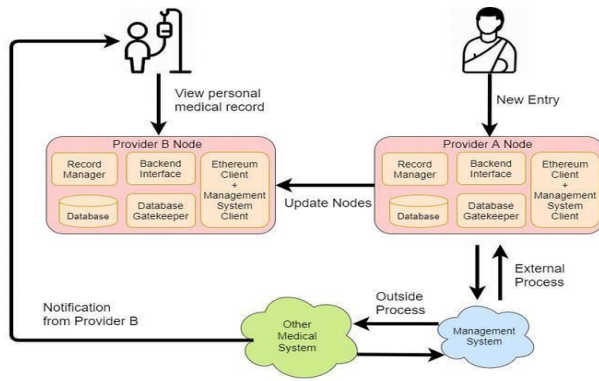 View personal
medical record
New Entry
Provider B Node
Record
Manager
Backend
Interface
Ethereum
Client
+
Management
System
Client
Database
Database
Gatekeeper
Update Nodes
Provider A Node
Record
Manager
Backend
Interface
Ethereum
Client
+
Management
System
Client
Database
Database
Gatekeeper
External
Process
Notification
from Provider B
Outside
Process
Other
Medical
System
Management
System